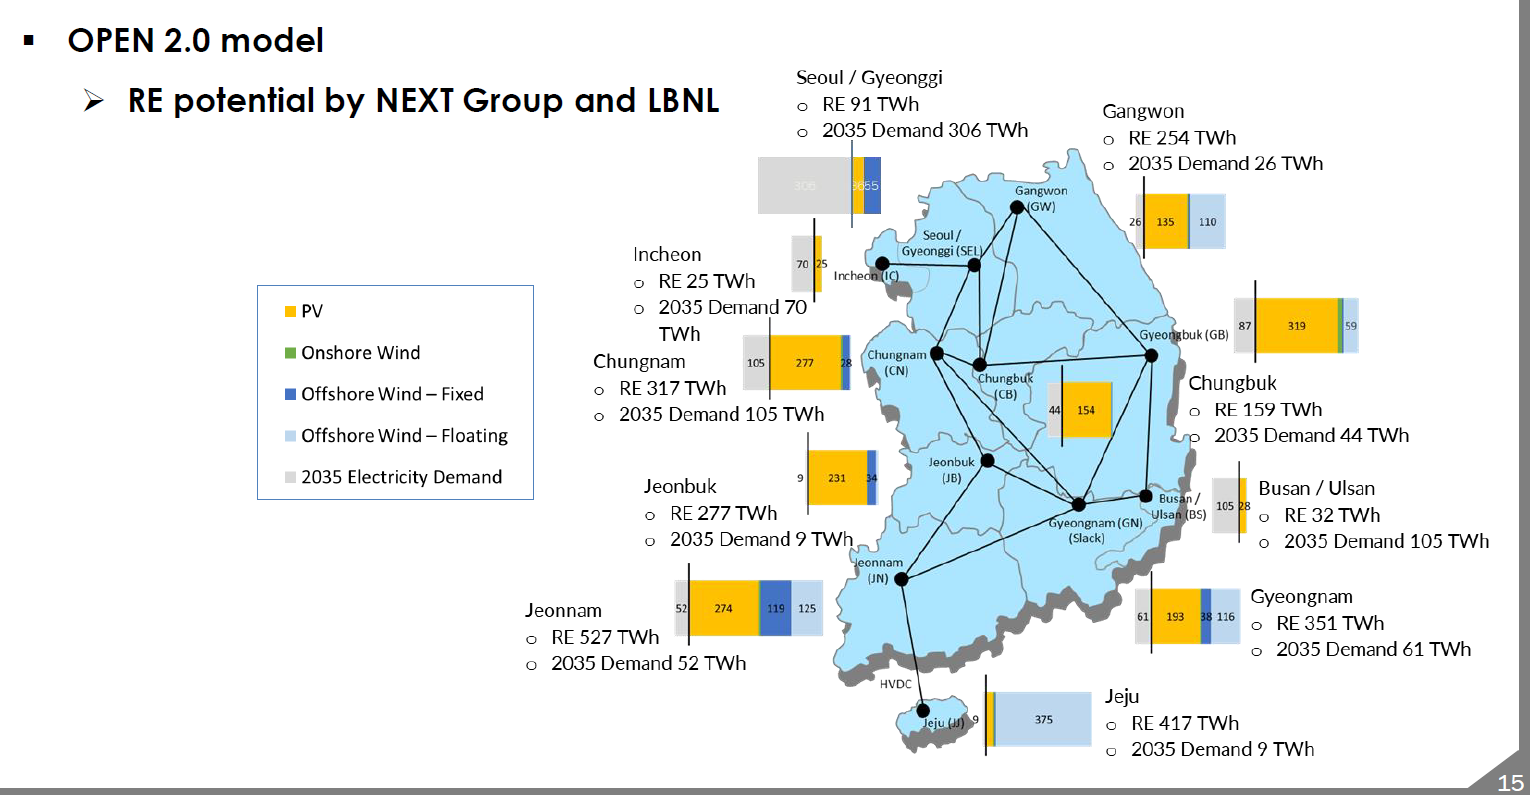 ▪ OPEN 2.0 model
➢ RE potential by NEXT Group and LBNL
Seoul / Gyeonggi
o RE 91 TWh
o 2035 Demand 306 TWh
306
36
55
Gangwon
o RE 254 TWh
o 2035 Demand 26 TWh
26
135
110
Incheon
o RE 25 TWh
o 2035 Demand 70
TWh
70
25
PV
Onshore Wind
Offshore Wind – Fixed
Offshore Wind – Floating
2035 Electricity Demand
Chungnam
o RE 317 TWh
o 2035 Demand 105 TWh
105
277
28
87
319
59
Chungbuk
o RE 159 TWh
o 2035 Demand 44 TWh
44
154
Jeonbuk
o RE 277 TWh
o 2035 Demand 9 TWh
9
231
34
Busan / Ulsan
o RE 32 TWh
o 2035 Demand 105 TWh
105
28
Jeonnam
o RE 527 TWh
o 2035 Demand 52 TWh
52
274
119
125
Gyeongnam
o RE 351 TWh
o 2035 Demand 61 TWh
61
193
38
116
Jeju
o RE 417 TWh
o 2035 Demand 9 TWh
9
375
Gangwon
(GW)
Seoul /
Gyeonggi (SEL)
Incheon (IC)
Gyeongbuk (GB)
Chungnam
(CN)
Chungbuk
(CB)
Jeonbuk
(JB)
Busan /
Ulsan (BS)
Gyeongnam (GN)
(Slack)
Jeonnam
(JN)
HVDC
Jeju (JJ)
15